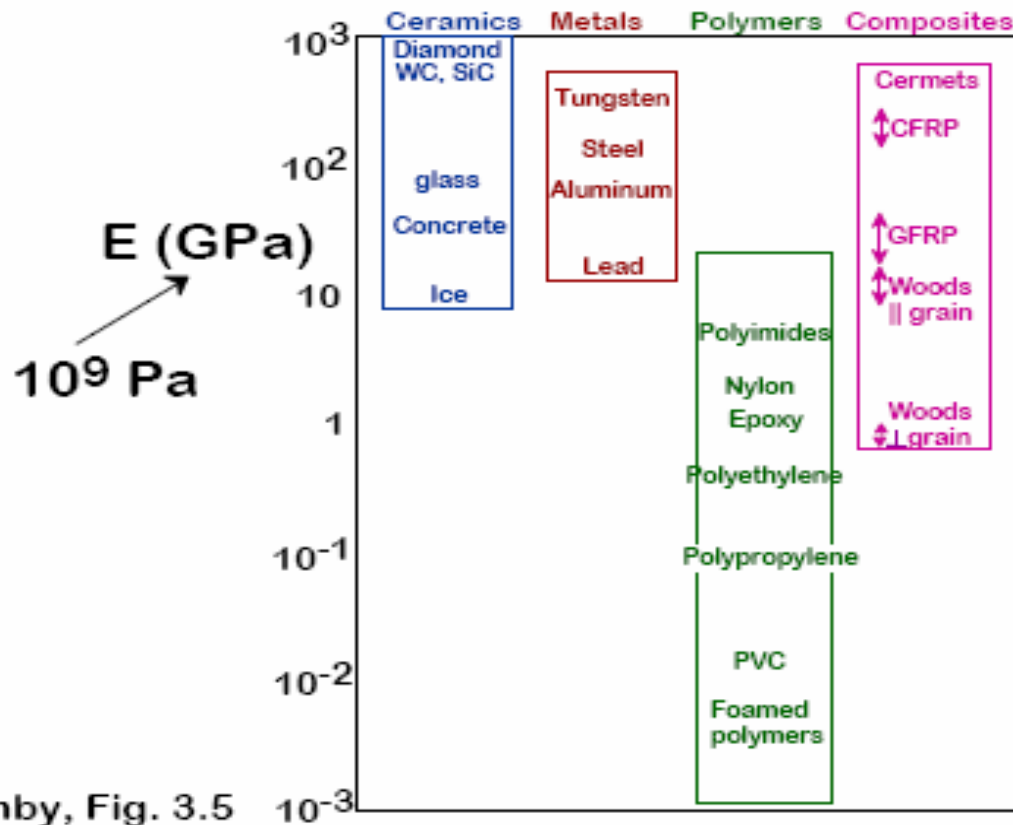 Ceramics Metals Polymers Composites
10³
Diamond
WC, SiC
Cermets
Tungsten
CFRP
Steel
10²
glass
Aluminum
Concrete
GFRP
E (GPa)
Lead
10
Ice
Woods
|| grain
Polyimides
10⁹ Pa
Nylon
1
Epoxy
Woods
⊥grain
Polyethylene
10⁻¹
Polypropylene
PVC
10⁻²
Foamed
polymers
Fig. 3.5
10⁻³